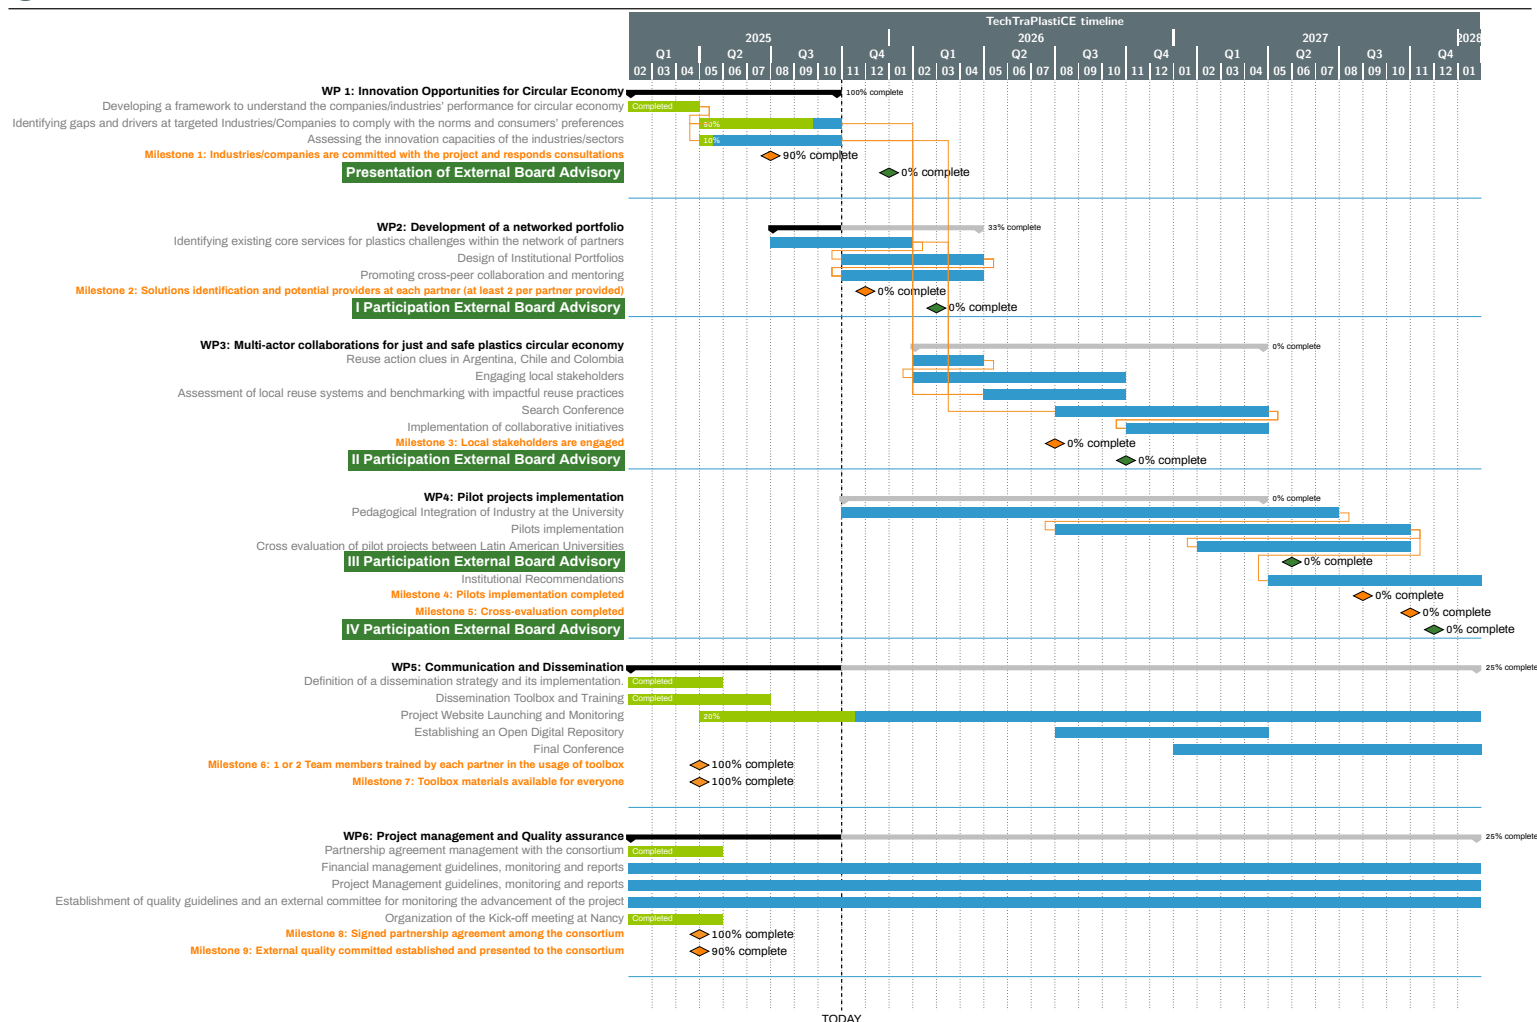 TechTraPlastiCE timeline
2025 2026 2027 2028
Q1 Q2 Q3 Q4 Q1 Q2 Q3 Q4 Q1 Q2 Q3 Q4
02 03 04 05 06 07 08 09 10 11 12 01 02 03 04 05 06 07 08 09 10 11 12 01 02 03 04 05 06 07 08 09 10 11 12 01
WP 1: Innovation Opportunities for Circular Economy 100% complete
Developing a framework to understand the companies/industries' performance for circular economy Completed
Identifying gaps and drivers at targeted Industries/Companies to comply with the norms and consumers' preferences
Assessing the innovation capacities of the industries/sectors 10%
Milestone 1: Industries/companies are committed with the project and responds consultations 90% complete
Presentation of External Board Advisory 0% complete
WP2: Development of a networked portfolio 33% complete
Identifying existing core services for plastics challenges within the network of partners
Design of Institutional Portfolios
Promoting cross-peer collaboration and mentoring
Milestone 2: Solutions identification and potential providers at each partner (at least 2 per partner provided) 0% complete
I Participation External Board Advisory 0% complete
WP3: Multi-actor collaborations for just and safe plastics circular economy 0% complete
Reuse action clues in Argentina, Chile and Colombia
Engaging local stakeholders
Assessment of local reuse systems and benchmarking with impactful reuse practices
Search Conference
Implementation of collaborative initiatives
Milestone 3: Local stakeholders are engaged 0% complete
II Participation External Board Advisory 0% complete
WP4: Pilot projects implementation 0% complete
Pedagogical Integration of Industry at the University
Pilots implementation
Cross evaluation of pilot projects between Latin American Universities
III Participation External Board Advisory 0% complete
Institutional Recommendations
Milestone 4: Pilots implementation completed 0% complete
Milestone 5: Cross-evaluation completed 0% complete
IV Participation External Board Advisory 0% complete
WP5: Communication and Dissemination 25% complete
Definition of a dissemination strategy and its implementation. Completed
Dissemination Toolbox and Training Completed
Project Website Launching and Monitoring 20%
Establishing an Open Digital Repository
Final Conference
Milestone 6: 1 or 2 Team members trained by each partner in the usage of toolbox 100% complete
Milestone 7: Toolbox materials available for everyone 100% complete
WP6: Project management and Quality assurance 25% complete
Partnership agreement management with the consortium Completed
Financial management guidelines, monitoring and reports
Project Management guidelines, monitoring and reports
Establishment of quality guidelines and an external committee for monitoring the advancement of the project
Organization of the Kick-off meeting at Nancy Completed
Milestone 8: Signed partnership agreement among the consortium 100% complete
Milestone 9: External quality committed established and presented to the consortium 90% complete
TODAY